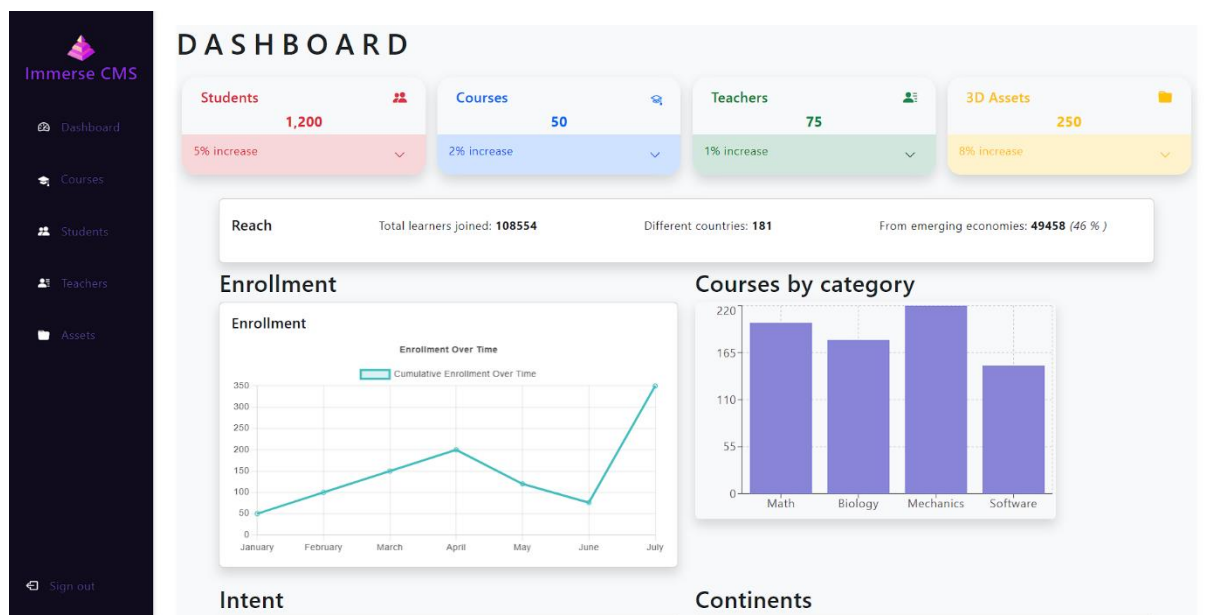 Immerse CMS
Dashboard
Courses
Students
Teachers
Assets
Sign out
DASHBOARD
Students
1,200
5% increase
Courses
50
2% increase
Teachers
75
1% increase
3D Assets
250
8% increase
Reach
Total learners joined: 108554
Different countries: 181
From emerging economies: 49458 (46 % )
Enrollment
Enrollment
Enrollment Over Time
Cumulative Enrollment Over Time
350
300
250
200
150
100
50
0
January February March April May June July
Courses by category
220
165
110
55
0
Math Biology Mechanics Software
Intent
Continents